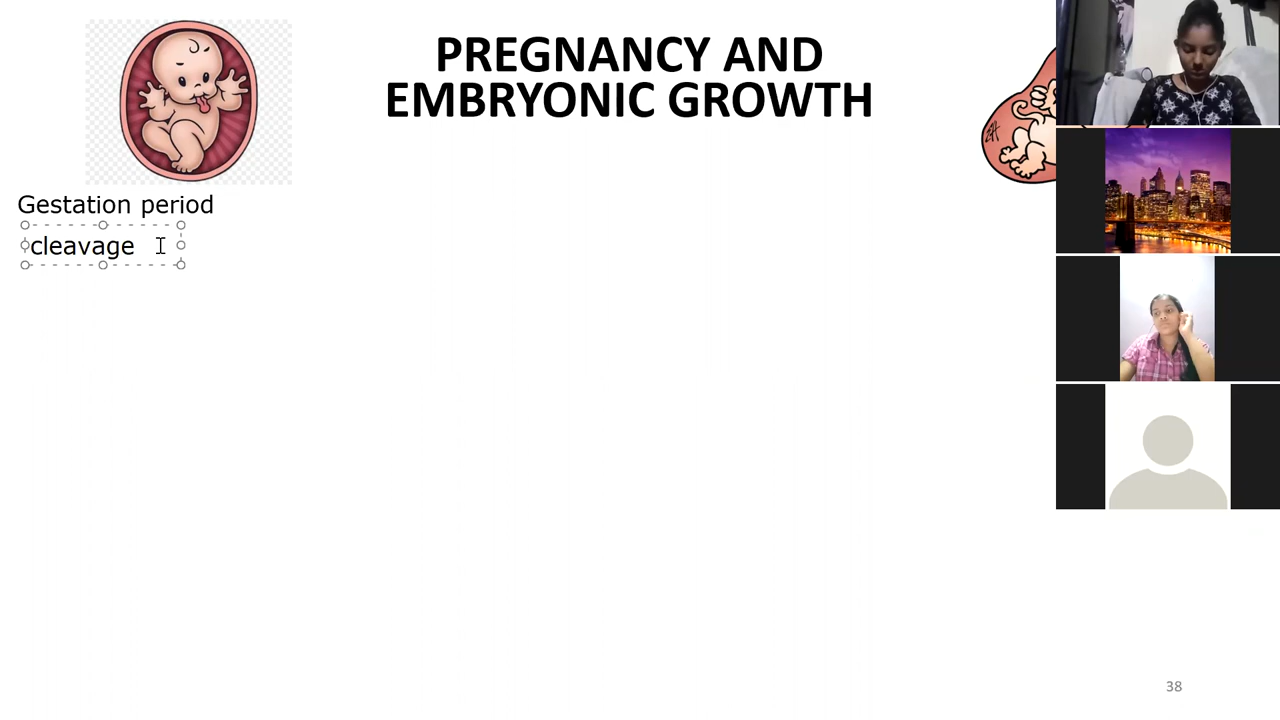 PREGNANCY AND
EMBRYONIC GROWTH
Gestation period
cleavage
38